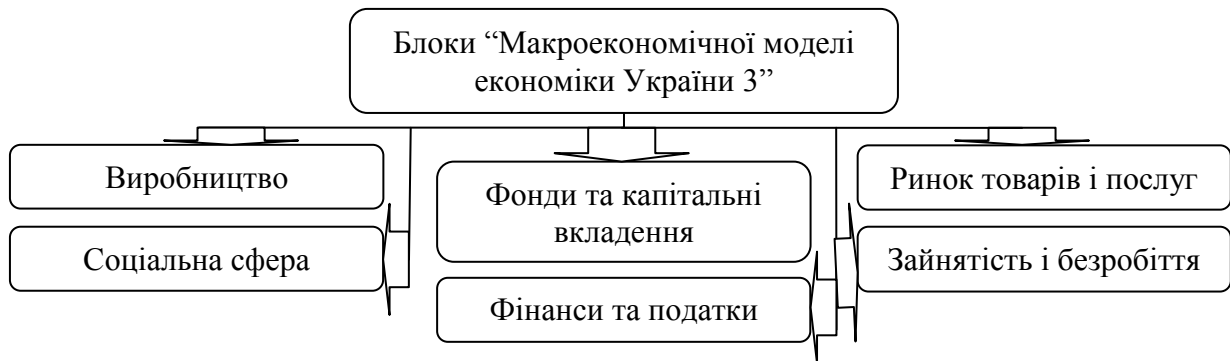 Блоки “Макроекономічної моделі
економіки України 3”
Виробництво
Фонди та капітальні
вкладення
Ринок товарів і послуг
Соціальна сфера
Фінанси та податки
Зайнятість і безробіття